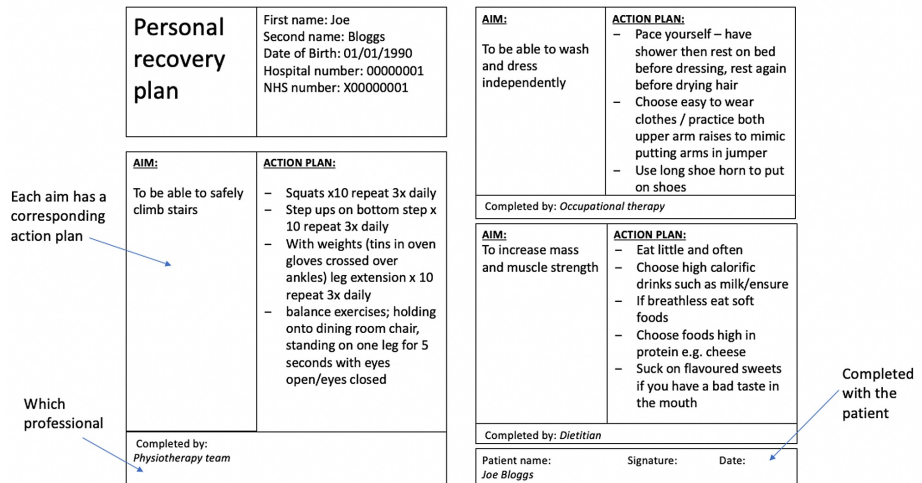 Personal
recovery
plan
First name: Joe
Second name: Bloggs
Date of Birth: 01/01/1990
Hospital number: 00000001
NHS number: X00000001
AIM:
To be able to safely
climb stairs
ACTION PLAN:
– Squats x10 repeat 3x daily
– Step ups on bottom step x
10 repeat 3x daily
– With weights (tins in oven
gloves crossed over
ankles) leg extension x 10
repeat 3x daily
– balance exercises; holding
onto dining room chair,
standing on one leg for 5
seconds with eyes
open/eyes closed
Completed by:
Physiotherapy team
Each aim has a
corresponding
action plan
Which
professional
AIM:
To be able to wash
and dress
independently
ACTION PLAN:
– Pace yourself – have
shower then rest on bed
before dressing, rest again
before drying hair
– Choose easy to wear
clothes / practice both
upper arm raises to mimic
putting arms in jumper
– Use long shoe horn to put
on shoes
Completed by: Occupational therapy
AIM:
To increase mass
and muscle strength
ACTION PLAN:
– Eat little and often
– Choose high calorific
drinks such as milk/ensure
– If breathless eat soft
foods
– Choose foods high in
protein e.g. cheese
– Suck on flavoured sweets
if you have a bad taste in
the mouth
Completed by: Dietitian
Patient name: Signature: Date:
Joe Bloggs
Completed
with the
patient